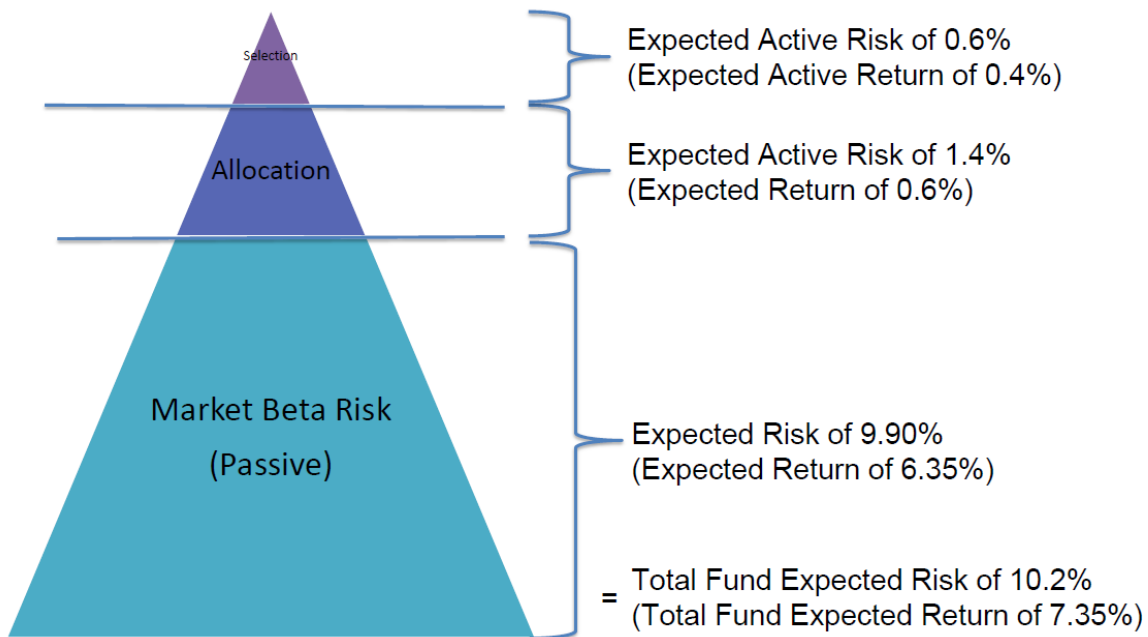 Selection
Expected Active Risk of 0.6%
(Expected Active Return of 0.4%)
Allocation
Expected Active Risk of 1.4%
(Expected Return of 0.6%)
Market Beta Risk
(Passive)
Expected Risk of 9.90%
(Expected Return of 6.35%)
= Total Fund Expected Risk of 10.2%
(Total Fund Expected Return of 7.35%)